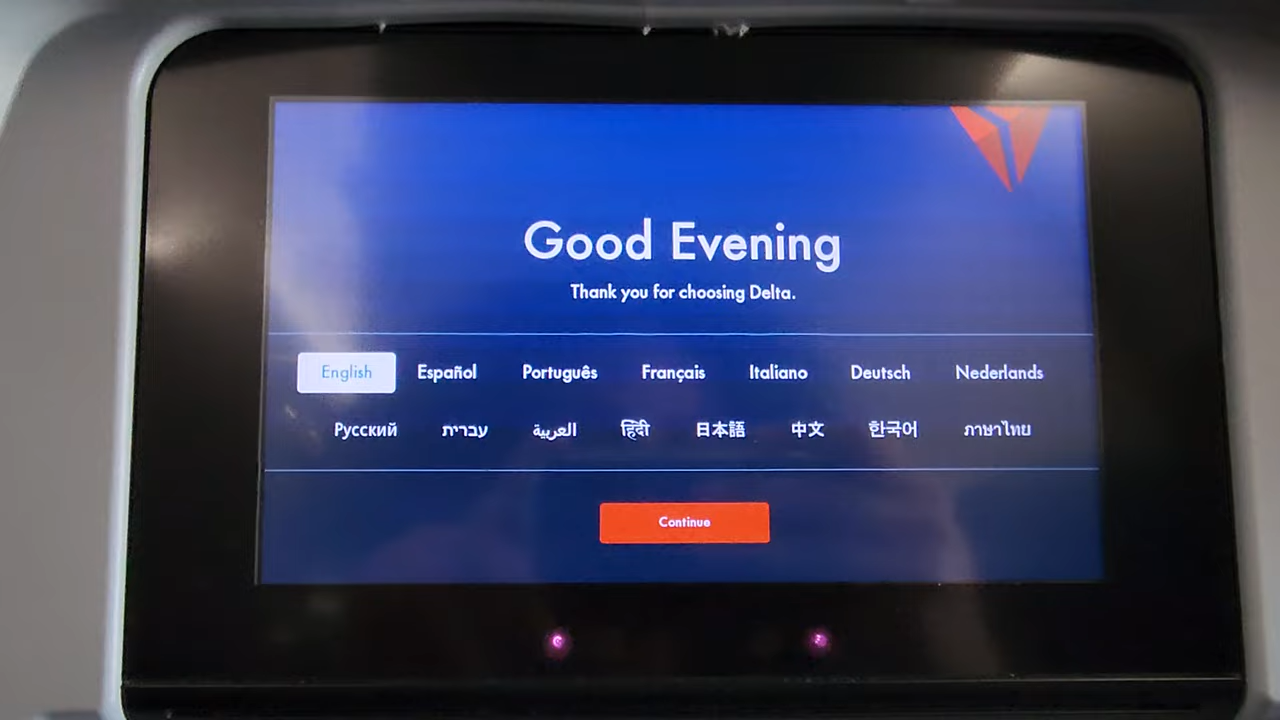 Good Evening
Thank you for choosing Delta.
English Español Português Français Italiano Deutsch Nederlands
Русский עברית العربية हिंदी 日本語 中文 한국어 ภาษาไทย
Continue